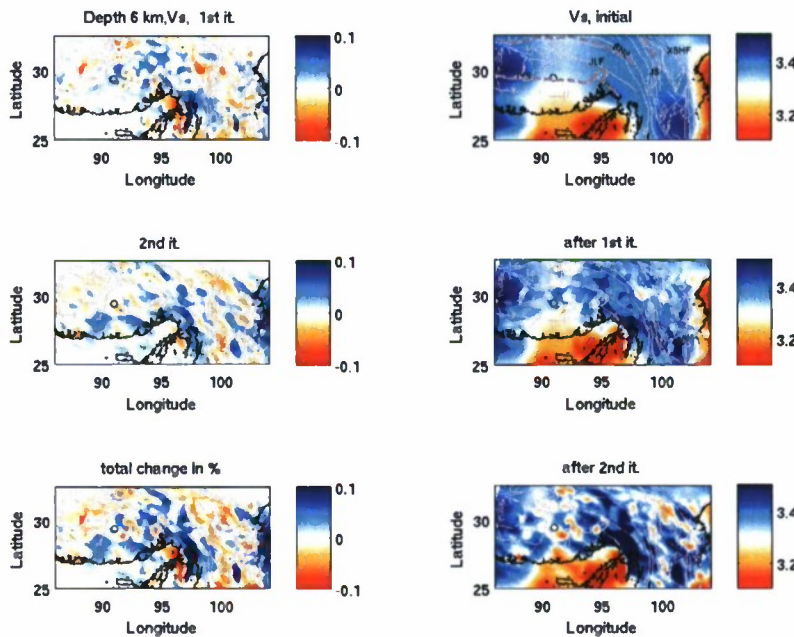 Depth 6 km,Vs, 1st it.
Vs, initial
Latitude
30
25
90
95
100
Longitude
0.1
0
-0.1
Latitude
30
25
90
95
100
Longitude
JLF
JS
XSHF
3.4
3.2
2nd it.
after 1st it.
Latitude
30
25
90
95
100
Longitude
0.1
0
-0.1
Latitude
30
25
90
95
100
Longitude
3.4
3.2
total change in %
after 2nd it.
Latitude
30
25
90
95
100
Longitude
0.1
0
-0.1
Latitude
30
25
90
95
100
Longitude
3.4
3.2